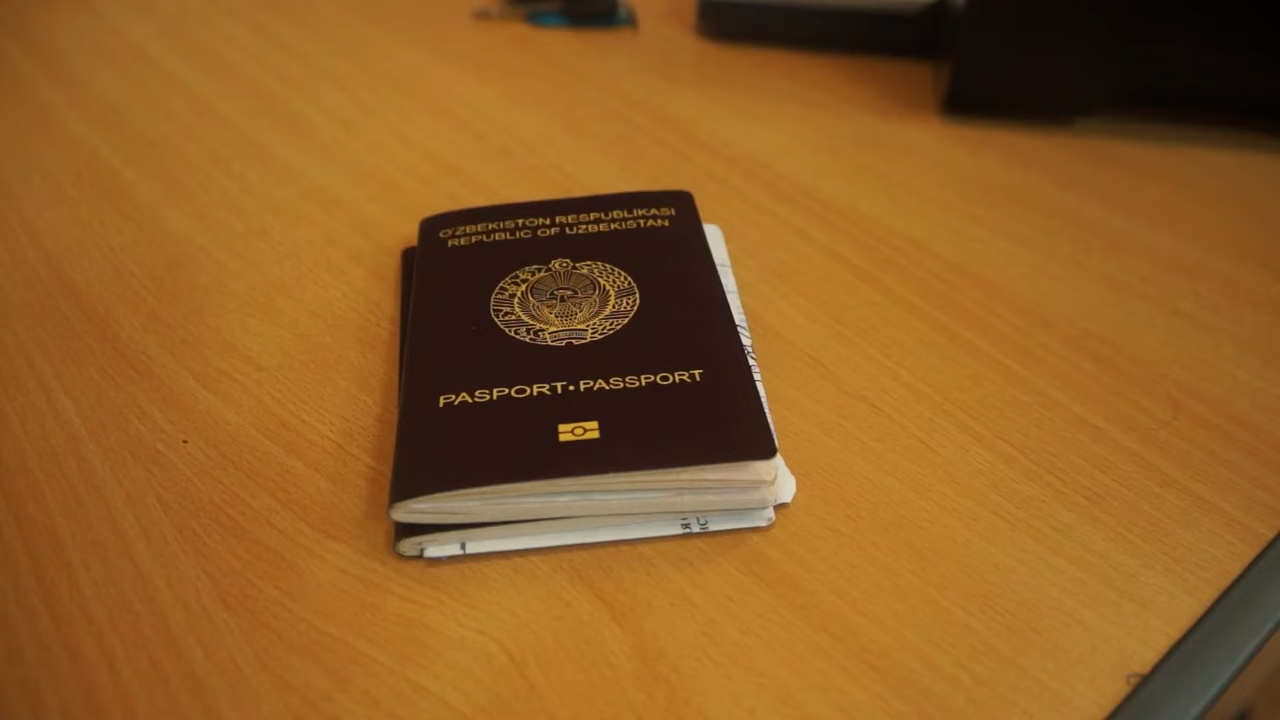 O'ZBEKISTON RESPUBLIKASI
REPUBLIC OF UZBEKISTAN
PASPORT•PASSPORT